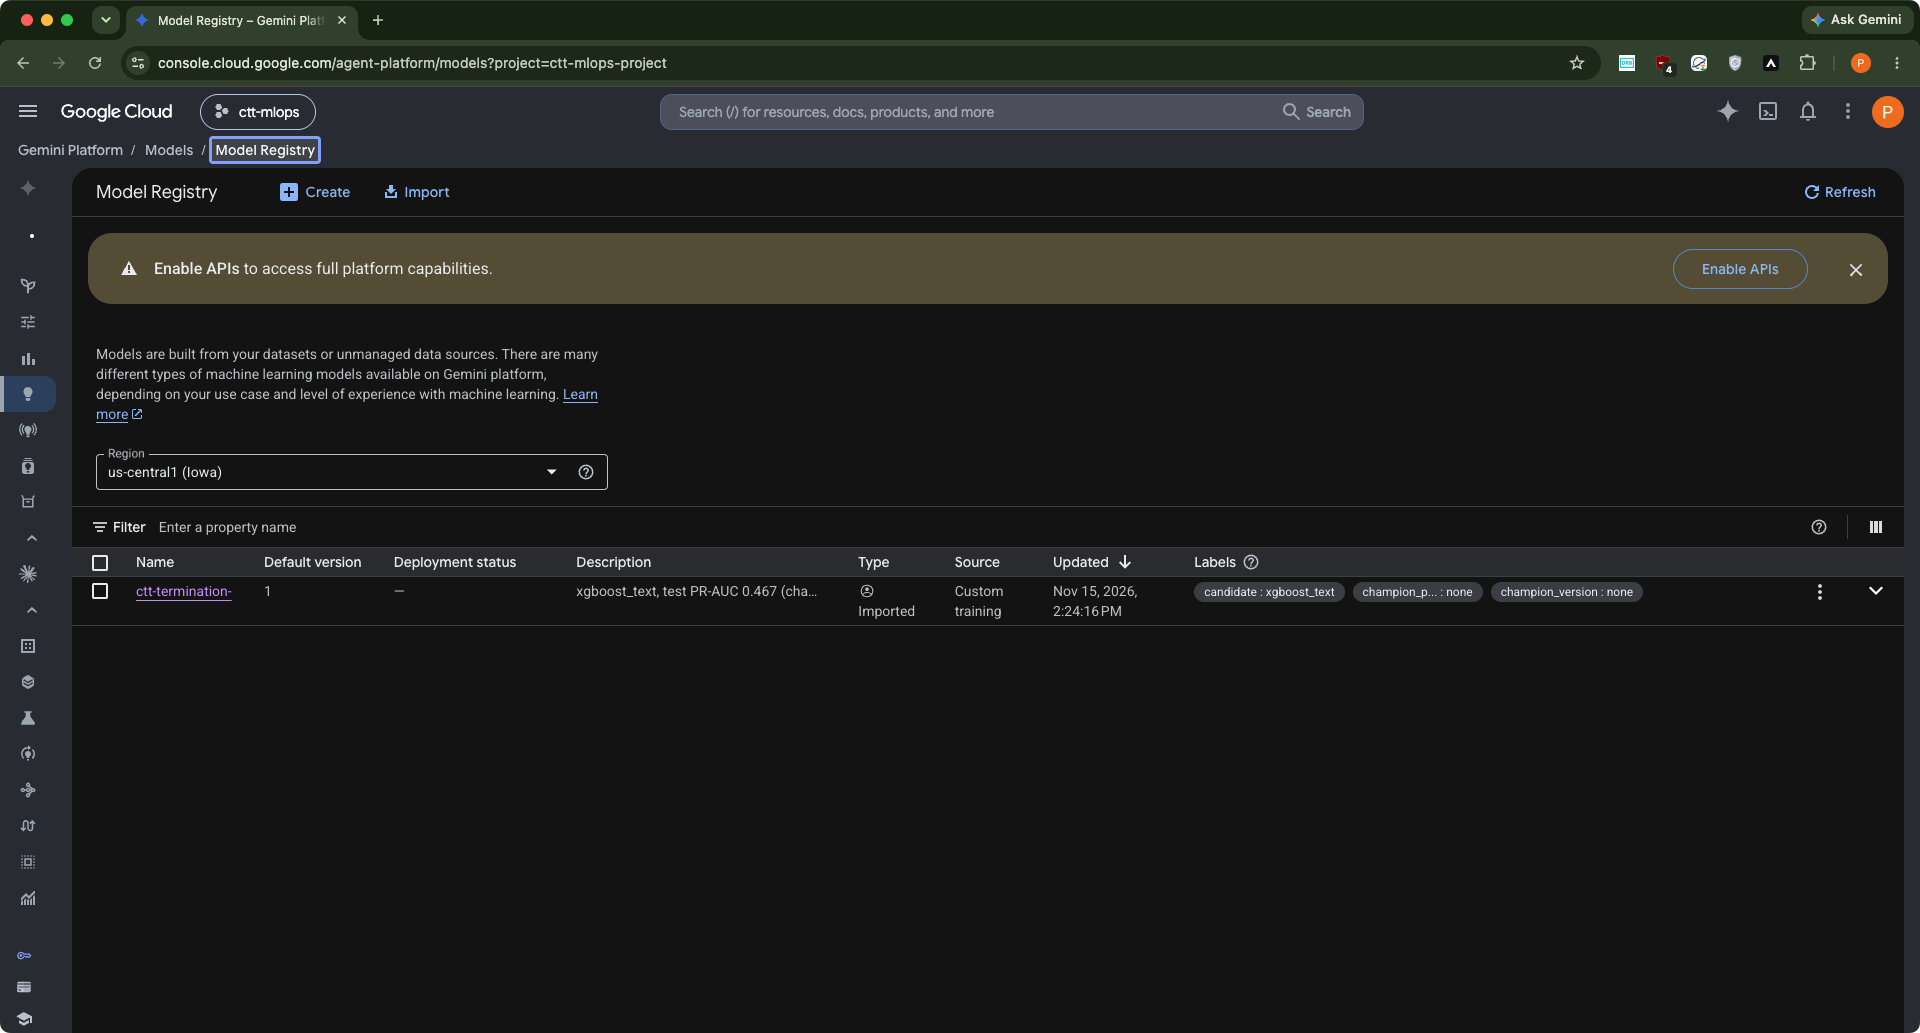 Model Registry – Gemini Plat
Ask Gemini
console.cloud.google.com/agent-platform/models?project=ctt-mlops-project
4
P
Google Cloud
ctt-mlops
Search (/) for resources, docs, products, and more
Search
P
Gemini Platform / Models / Model Registry
Model Registry
Create
Import
Refresh
Enable APIs to access full platform capabilities.
Enable APIs
Models are built from your datasets or unmanaged data sources. There are many
different types of machine learning models available on Gemini platform,
depending on your use case and level of experience with machine learning. Learn
more
Region
us-central1 (Iowa)
Filter Enter a property name
Name Default version Deployment status Description Type Source Updated Labels
ctt-termination- 1 — xgboost_text, test PR-AUC 0.467 (cha... Custom Nov 15, 2026, candidate : xgboost_text champion_p... : none champion_version : none
Imported training 2:24:16 PM